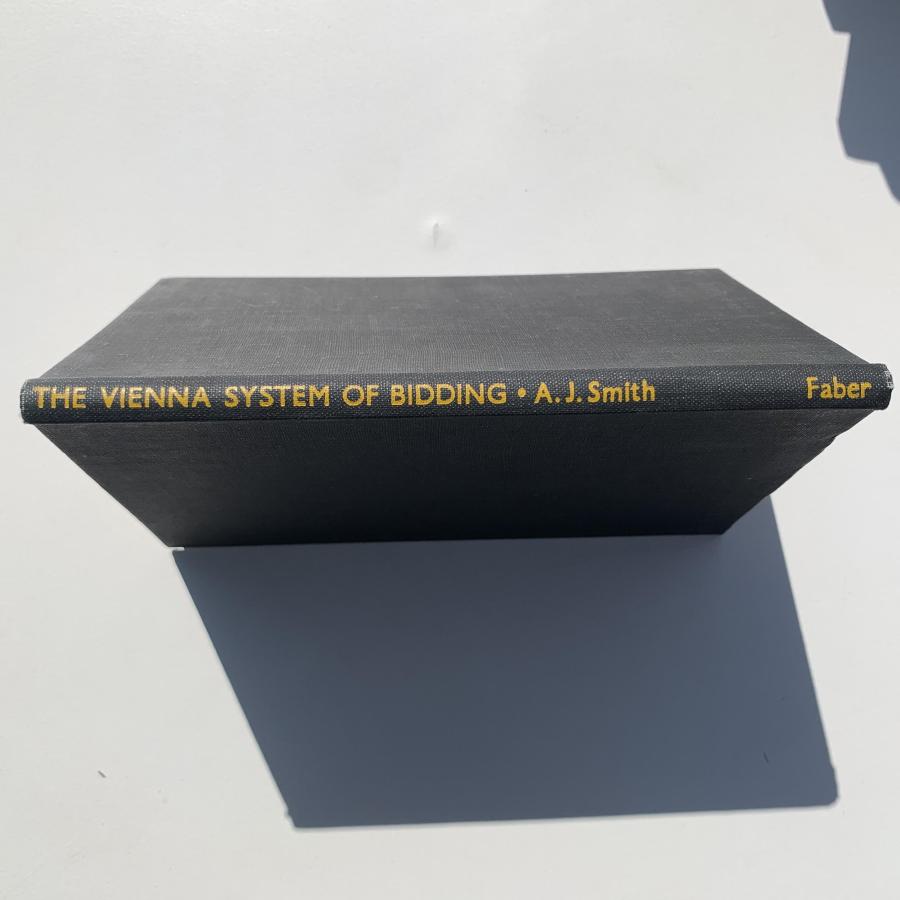 THE VIENNA SYSTEM OF BIDDING • A.J. Smith Faber